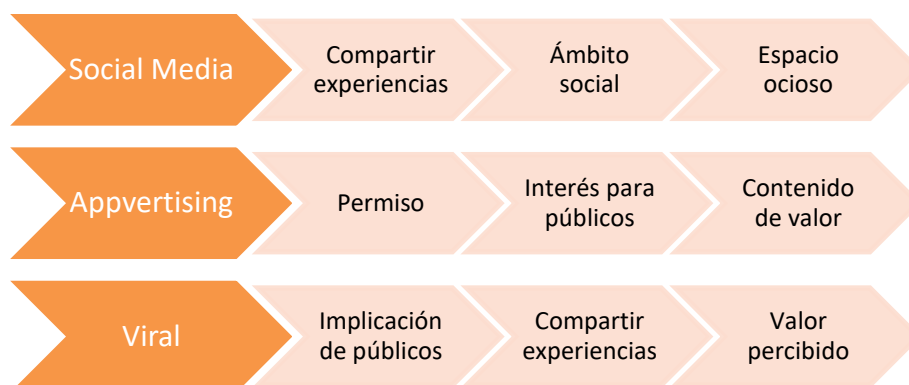 Social Media
Compartir
experiencias
Ámbito
social
Espacio
ocioso
Appvertising
Permiso
Interés para
públicos
Contenido
de valor
Viral
Implicación
de públicos
Compartir
experiencias
Valor
percibido